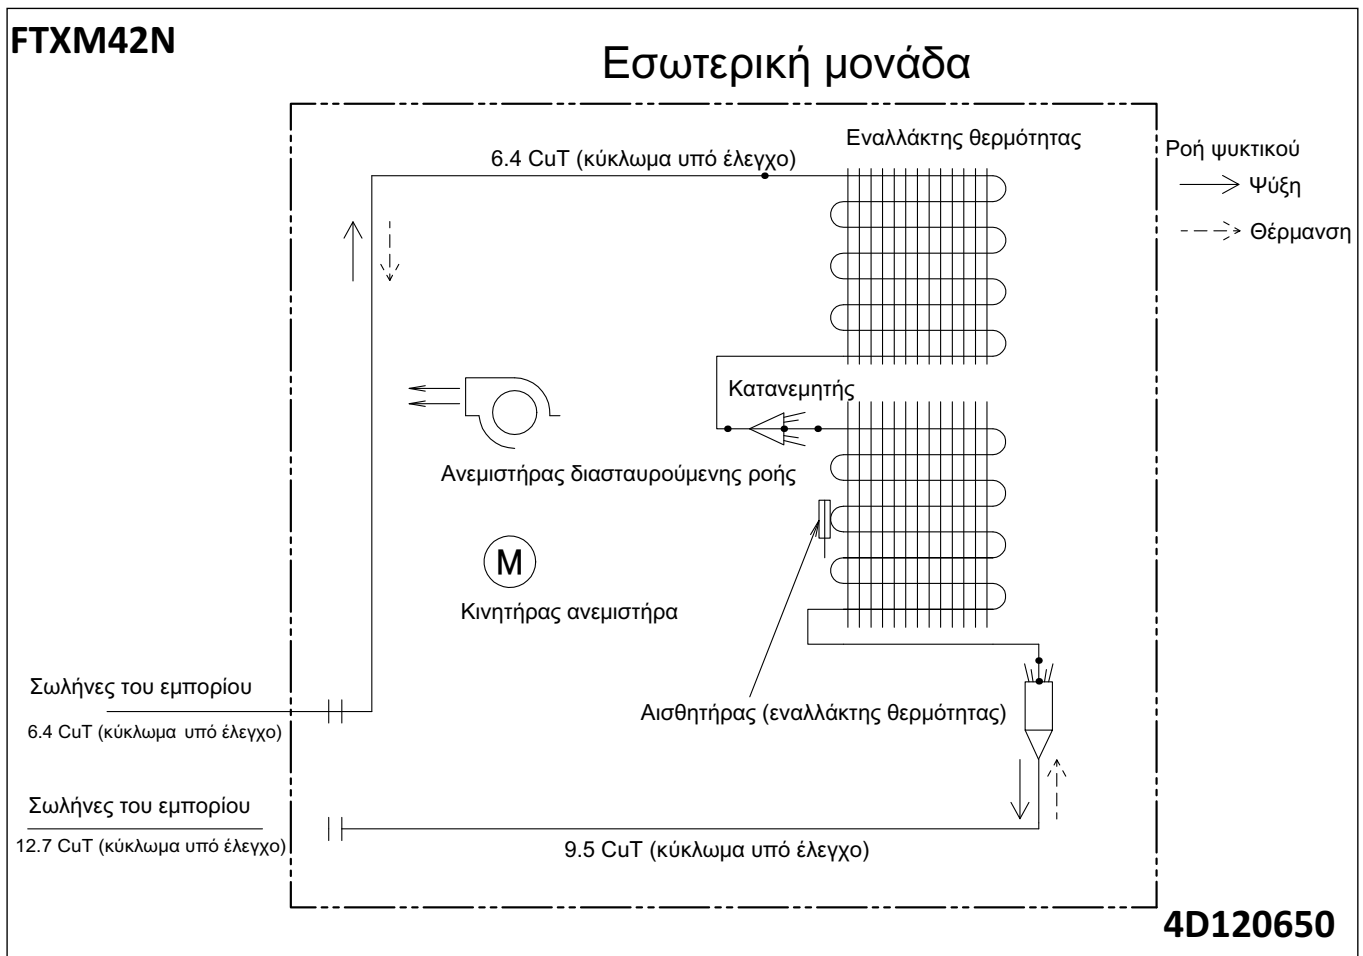 FTXM42N
Εσωτερική μονάδα
Εναλλάκτης θερμότητας
6.4 CuT (κύκλωμα υπό έλεγχο)
Ροή ψυκτικού
Ψύξη
Θέρμανση
Κατανεμητής
Ανεμιστήρας διασταυρούμενης ροής
M
Κινητήρας ανεμιστήρα
Σωλήνες του εμπορίου
6.4 CuT (κύκλωμα υπό έλεγχο)
Αισθητήρας (εναλλάκτης θερμότητας)
Σωλήνες του εμπορίου
12.7 CuT (κύκλωμα υπό έλεγχο)
9.5 CuT (κύκλωμα υπό έλεγχο)
4D120650